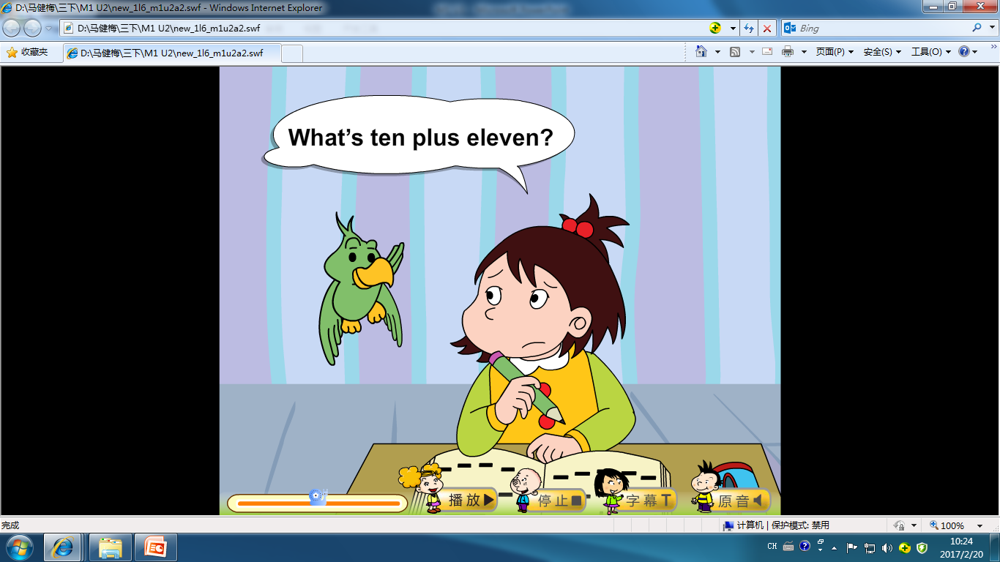 D:\马健梅\三下\M1 U2\new_1l6_m1u2a2.swf - Windows Internet Explorer
D:\马健梅\三下\M1 U2\new_1l6_m1u2a2.swf
Bing
收藏夹
D:\马健梅\三下\M1 U2\new_1l6_m1u2a2.swf
页面(P)
安全(S)
工具(O)
What’s ten plus eleven?
播放
停止
字幕
原音
完成
计算机 | 保护模式: 禁用
100%
CH
10:24
2017/2/20